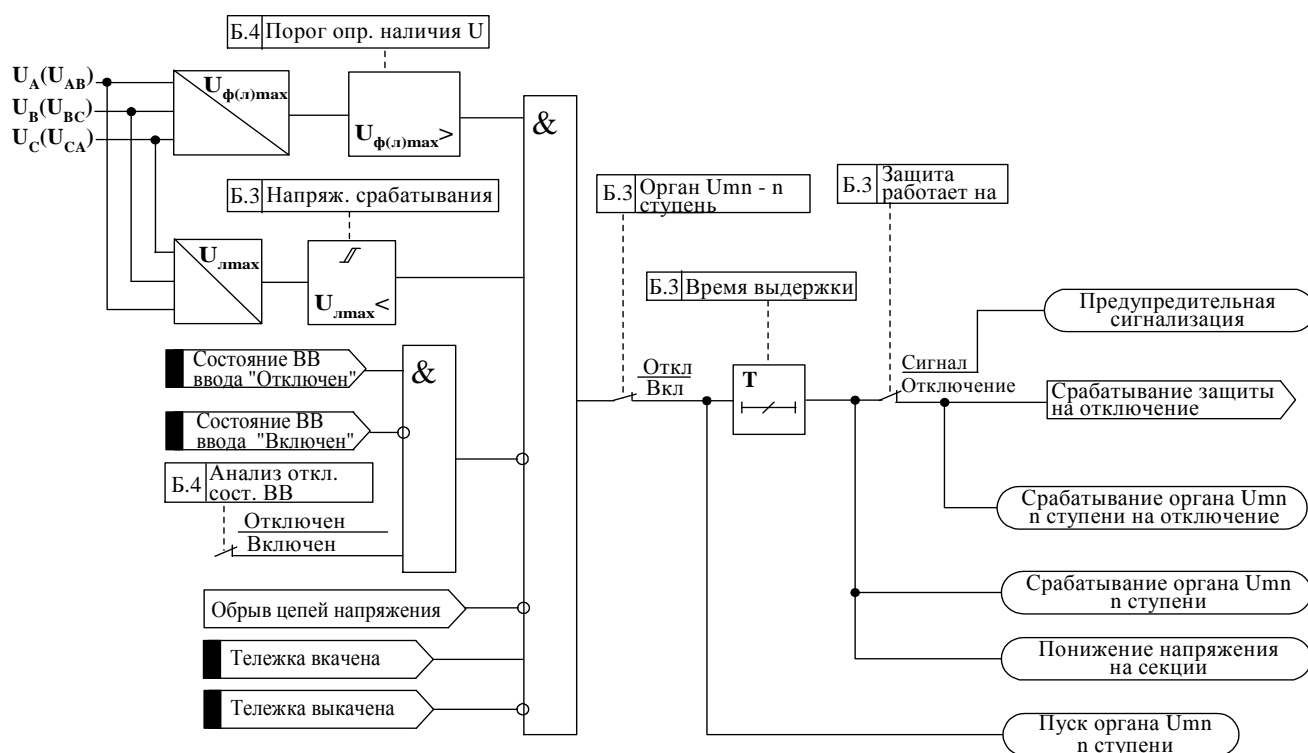 Б.4 Порог опр. наличия U
U_A(U_AB)
U_B(U_BC)
U_C(U_CA)
U_ф(л)max
U_ф(л)max>
&
Б.3 Напряж. срабатывания
U_лmax
U_лmax<
Б.3 Орган Umn - n
ступень
Б.3 Защита
работает на
Б.3 Время выдержки
Состояние ВВ
ввода "Отключен"
&
Состояние ВВ
ввода "Включен"
Б.4 Анализ откл.
сост. ВВ
Отключен
Включен
Обрыв цепей напряжения
Тележка вкачена
Тележка выкачена
Откл
Вкл
T
Сигнал
Отключение
Предупредительная
сигнализация
Срабатывание защиты
на отключение
Срабатывание органа Umn
n ступени на отключение
Срабатывание органа Umn
n ступени
Понижение напряжения
на секции
Пуск органа Umn
n ступени